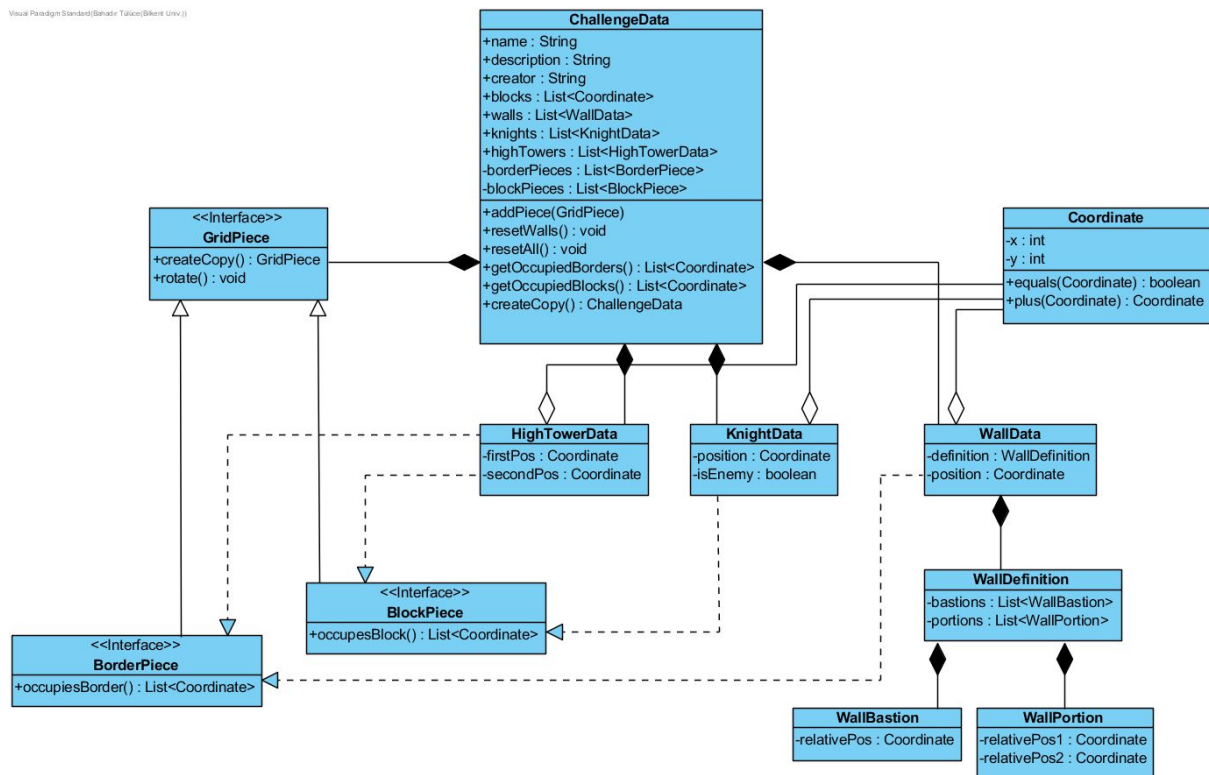 Visual Paradigm Standard(Bahadır Tülüce(Bilkent Univ.))
ChallengeData
+name : String
+description : String
+creator : String
+blocks : List<Coordinate>
+walls : List<WallData>
+knights : List<KnightData>
+highTowers : List<HighTowerData>
-borderPieces : List<BorderPiece>
-blockPieces : List<BlockPiece>
+addPiece(GridPiece)
+resetWalls() : void
+resetAll() : void
+getOccupiedBorders() : List<Coordinate>
+getOccupiedBlocks() : List<Coordinate>
+createCopy() : ChallengeData
<<Interface>>
GridPiece
+createCopy() : GridPiece
+rotate() : void
Coordinate
-x : int
-y : int
+equals(Coordinate) : boolean
+plus(Coordinate) : Coordinate
HighTowerData
-firstPos : Coordinate
-secondPos : Coordinate
KnightData
-position : Coordinate
-isEnemy : boolean
WallData
-definition : WallDefinition
-position : Coordinate
<<Interface>>
BlockPiece
+occupesBlock() : List<Coordinate>
WallDefinition
-bastions : List<WallBastion>
-portions : List<WallPortion>
<<Interface>>
BorderPiece
+occupiesBorder() : List<Coordinate>
WallBastion
-relativePos : Coordinate
WallPortion
-relativePos1 : Coordinate
-relativePos2 : Coordinate